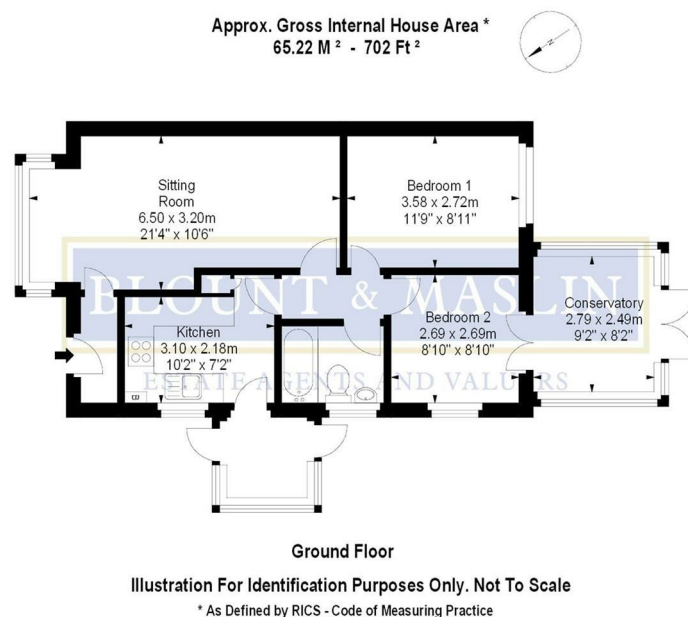 Approx. Gross Internal House Area *
65.22 M ² - 702 Ft ²
N
Sitting
Room
6.50 x 3.20m
21'4" x 10'6"
Bedroom 1
3.58 x 2.72m
11'9" x 8'11"
BLOUNT & MASLIN
Kitchen
3.10 x 2.18m
10'2" x 7'2"
Bedroom 2
2.69 x 2.69m
8'10" x 8'10"
Conservatory
2.79 x 2.49m
9'2" x 8'2"
ESTATE AGENTS AND VALUERS
Ground Floor
Illustration For Identification Purposes Only. Not To Scale
* As Defined by RICS - Code of Measuring Practice